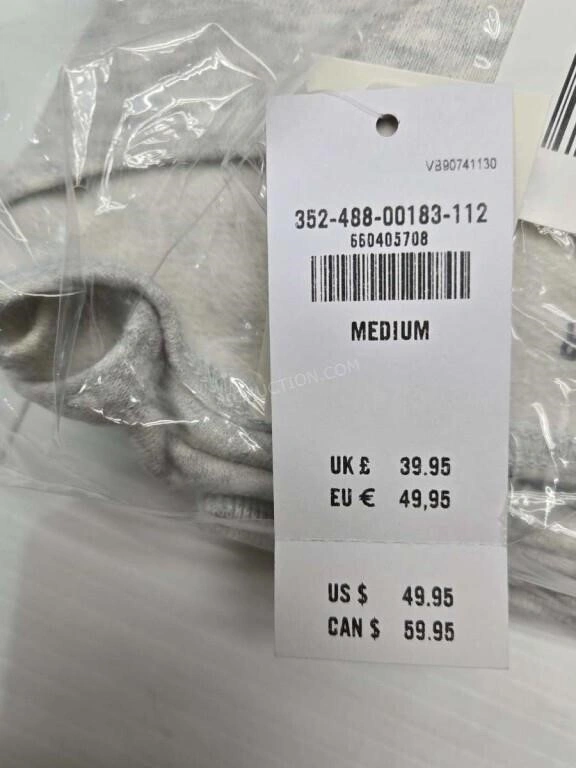 VB90741130
352-488-00183-112
660405708
MEDIUM
UK £ 39.95
EU € 49,95
US $ 49.95
CAN $ 59.95